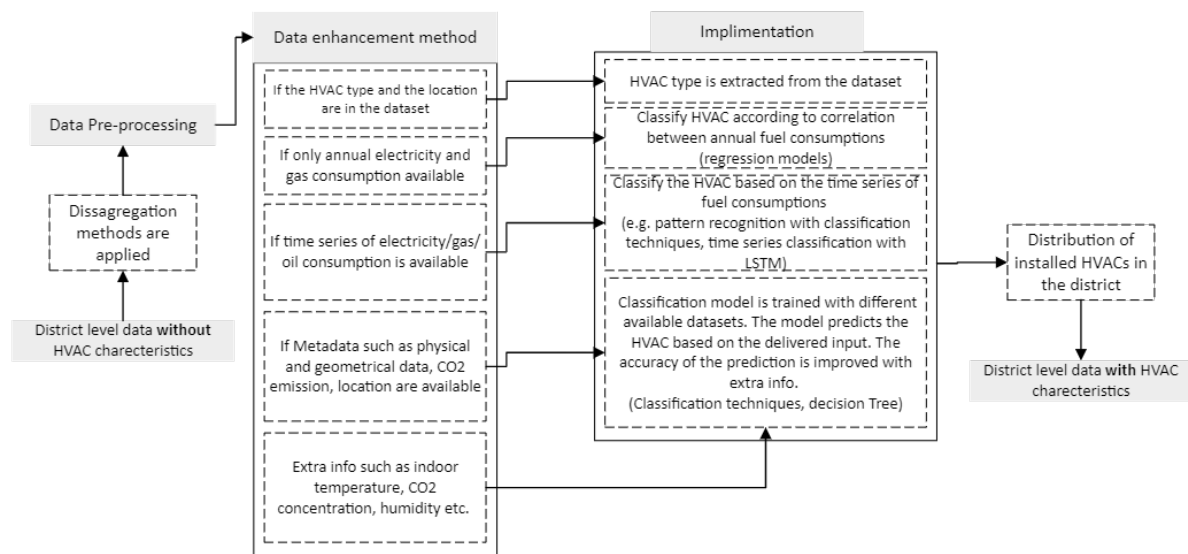 Data Pre-processing
Dissagregation
methods are
applied
District level data without
HVAC charecteristics
Data enhancement method
If the HVAC type and the location
are in the dataset
If only annual electricity and
gas consumption available
If time series of electricity/gas/
oil consumption is available
If Metadata such as physical
and geometrical data, CO2
emission, location are available
Extra info such as indoor
temperature, CO2
concentration, humidity etc.
Implimentation
HVAC type is extracted from the dataset
Classify HVAC according to correlation
between annual fuel consumptions
(regression models)
Classify the HVAC based on the time series of
fuel consumptions
(e.g. pattern recognition with classification
techniques, time series classification with
LSTM)
Classification model is trained with different
available datasets. The model predicts the
HVAC based on the delivered input. The
accuracy of the prediction is improved with
extra info.
(Classification techniques, decision Tree)
Distribution of
installed HVACs in
the district
District level data with HVAC
charecteristics